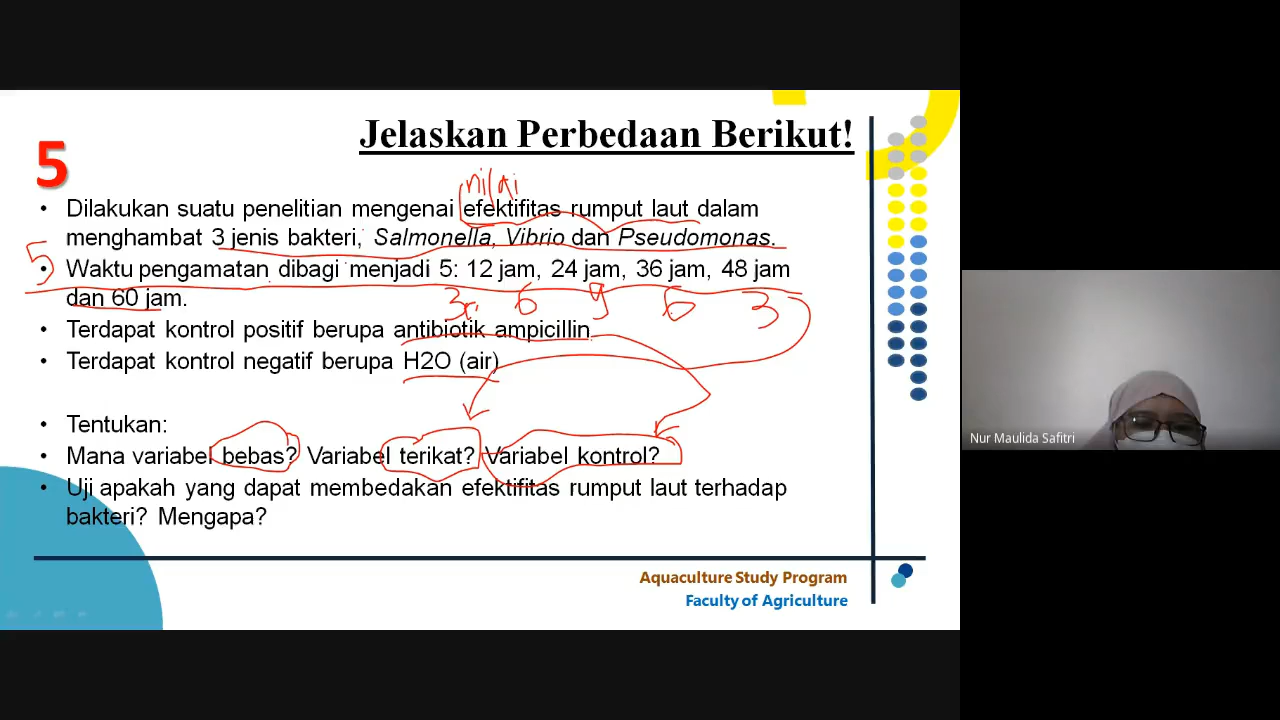 Jelaskan Perbedaan Berikut!
5
nilai
• Dilakukan suatu penelitian mengenai efektifitas rumput laut dalam
menghambat 3 jenis bakteri, Salmonella, Vibrio dan Pseudomonas.
5
• Waktu pengamatan dibagi menjadi 5: 12 jam, 24 jam, 36 jam, 48 jam
dan 60 jam.
3 6 9 6 3
• Terdapat kontrol positif berupa antibiotik ampicillin
• Terdapat kontrol negatif berupa H2O (air)
• Tentukan:
• Mana variabel bebas? Variabel terikat? Variabel kontrol?
• Uji apakah yang dapat membedakan efektifitas rumput laut terhadap
bakteri? Mengapa?
Aquaculture Study Program
Faculty of Agriculture
Nur Maulida Safitri